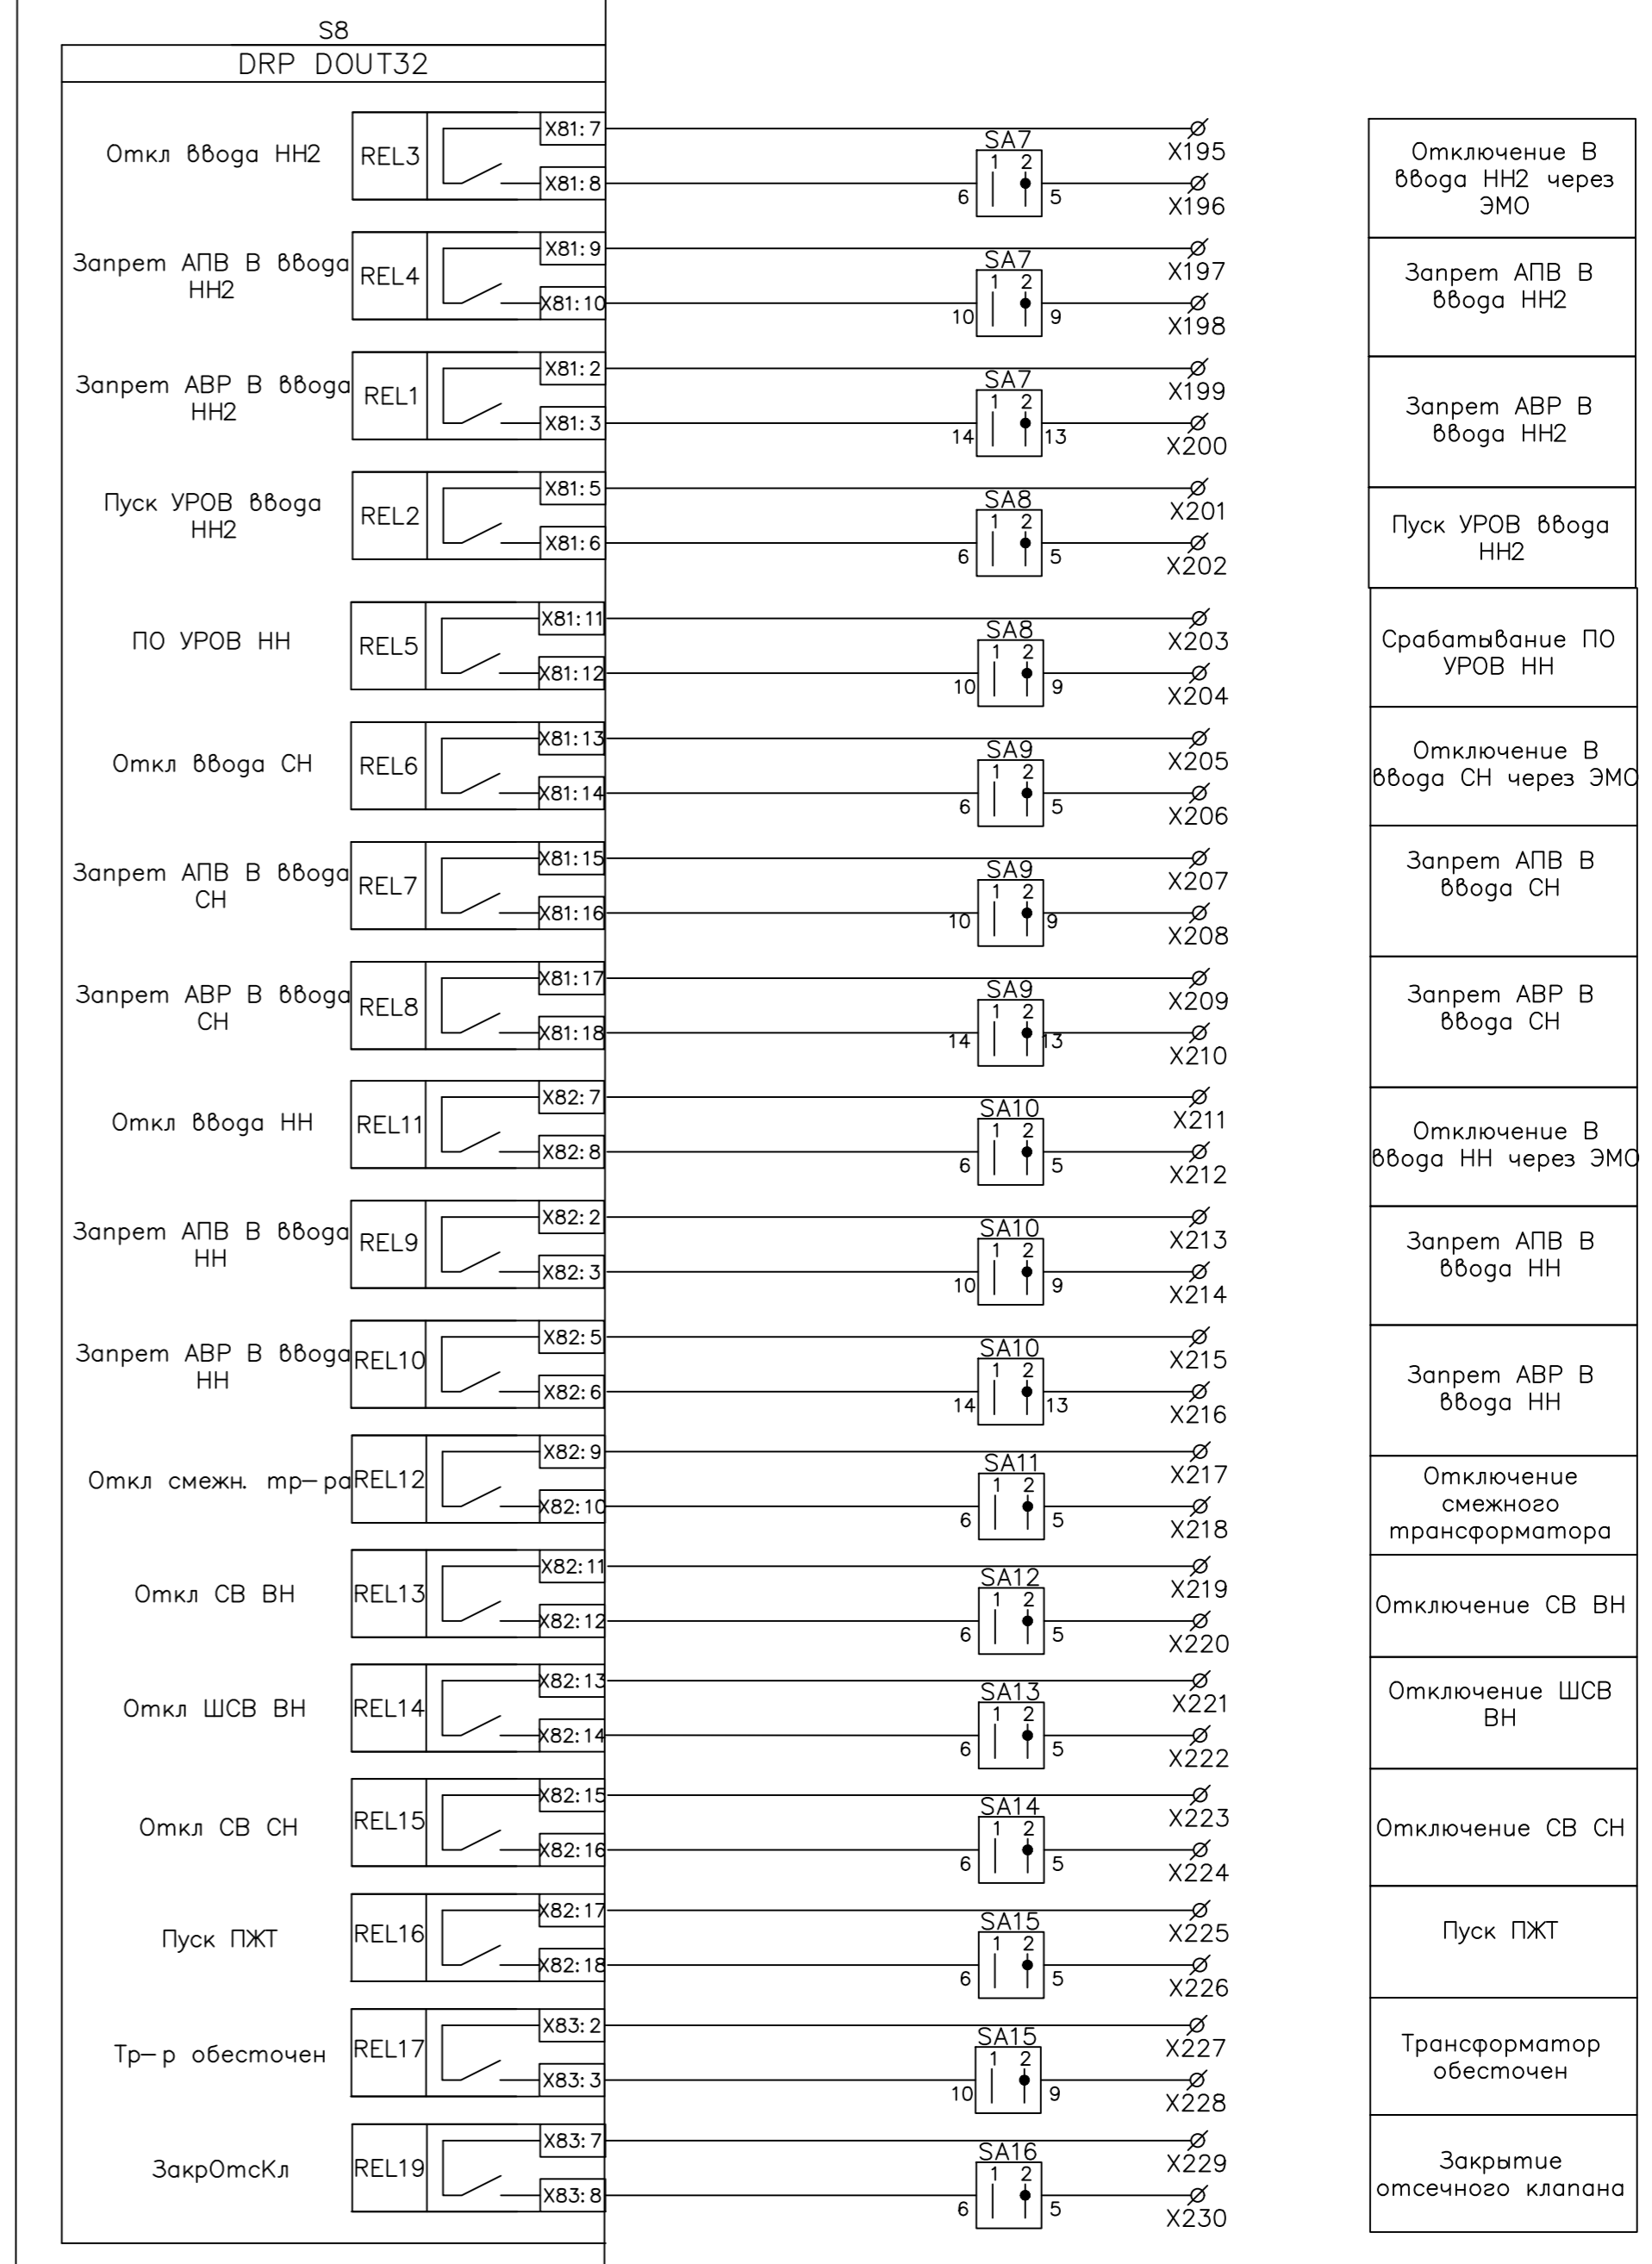 S8
DRP DOUT32
Откл ввода НН2
REL3
X81:7
X81:8
SA7
1 2
6
5
X195
X196
Отключение В
ввода НН2 через
ЭМО
Запрет АПВ В ввода
НН2
REL4
X81:9
X81:10
SA7
1 2
10
9
X197
X198
Запрет АПВ В
ввода НН2
Запрет АВР В ввода
НН2
REL1
X81:2
X81:3
SA7
1 2
14
13
X199
X200
Запрет АВР В
ввода НН2
Пуск УРОВ ввода
НН2
REL2
X81:5
X81:6
SA8
1 2
6
5
X201
X202
Пуск УРОВ ввода
НН2
ПО УРОВ НН
REL5
X81:11
X81:12
SA8
1 2
10
9
X203
X204
Срабатывание ПО
УРОВ НН
Откл ввода СН
REL6
X81:13
X81:14
SA9
1 2
6
5
X205
X206
Отключение В
ввода СН через ЭМО
Запрет АПВ В ввода
СН
REL7
X81:15
X81:16
SA9
1 2
10
9
X207
X208
Запрет АПВ В
ввода СН
Запрет АВР В ввода
СН
REL8
X81:17
X81:18
SA9
1 2
14
13
X209
X210
Запрет АВР В
ввода СН
Откл ввода НН
REL11
X82:7
X82:8
SA10
1 2
6
5
X211
X212
Отключение В
ввода НН через ЭМО
Запрет АПВ В ввода
НН
REL9
X82:2
X82:3
SA10
1 2
10
9
X213
X214
Запрет АПВ В
ввода НН
Запрет АВР В ввода
НН
REL10
X82:5
X82:6
SA10
1 2
14
13
X215
X216
Запрет АВР В
ввода НН
Откл смежн. тр-ра
REL12
X82:9
X82:10
SA11
1 2
6
5
X217
X218
Отключение
смежного
трансформатора
Откл СВ ВН
REL13
X82:11
X82:12
SA12
1 2
6
5
X219
X220
Отключение СВ ВН
Откл ШСВ ВН
REL14
X82:13
X82:14
SA13
1 2
6
5
X221
X222
Отключение ШСВ
ВН
Откл СВ СН
REL15
X82:15
X82:16
SA14
1 2
6
5
X223
X224
Отключение СВ СН
Пуск ПЖТ
REL16
X82:17
X82:18
SA15
1 2
6
5
X225
X226
Пуск ПЖТ
Тр-р обесточен
REL17
X83:2
X83:3
SA15
1 2
10
9
X227
X228
Трансформатор
обесточен
ЗакрОтсКл
REL19
X83:7
X83:8
SA16
1 2
6
5
X229
X230
Закрытие
отсечного клапана